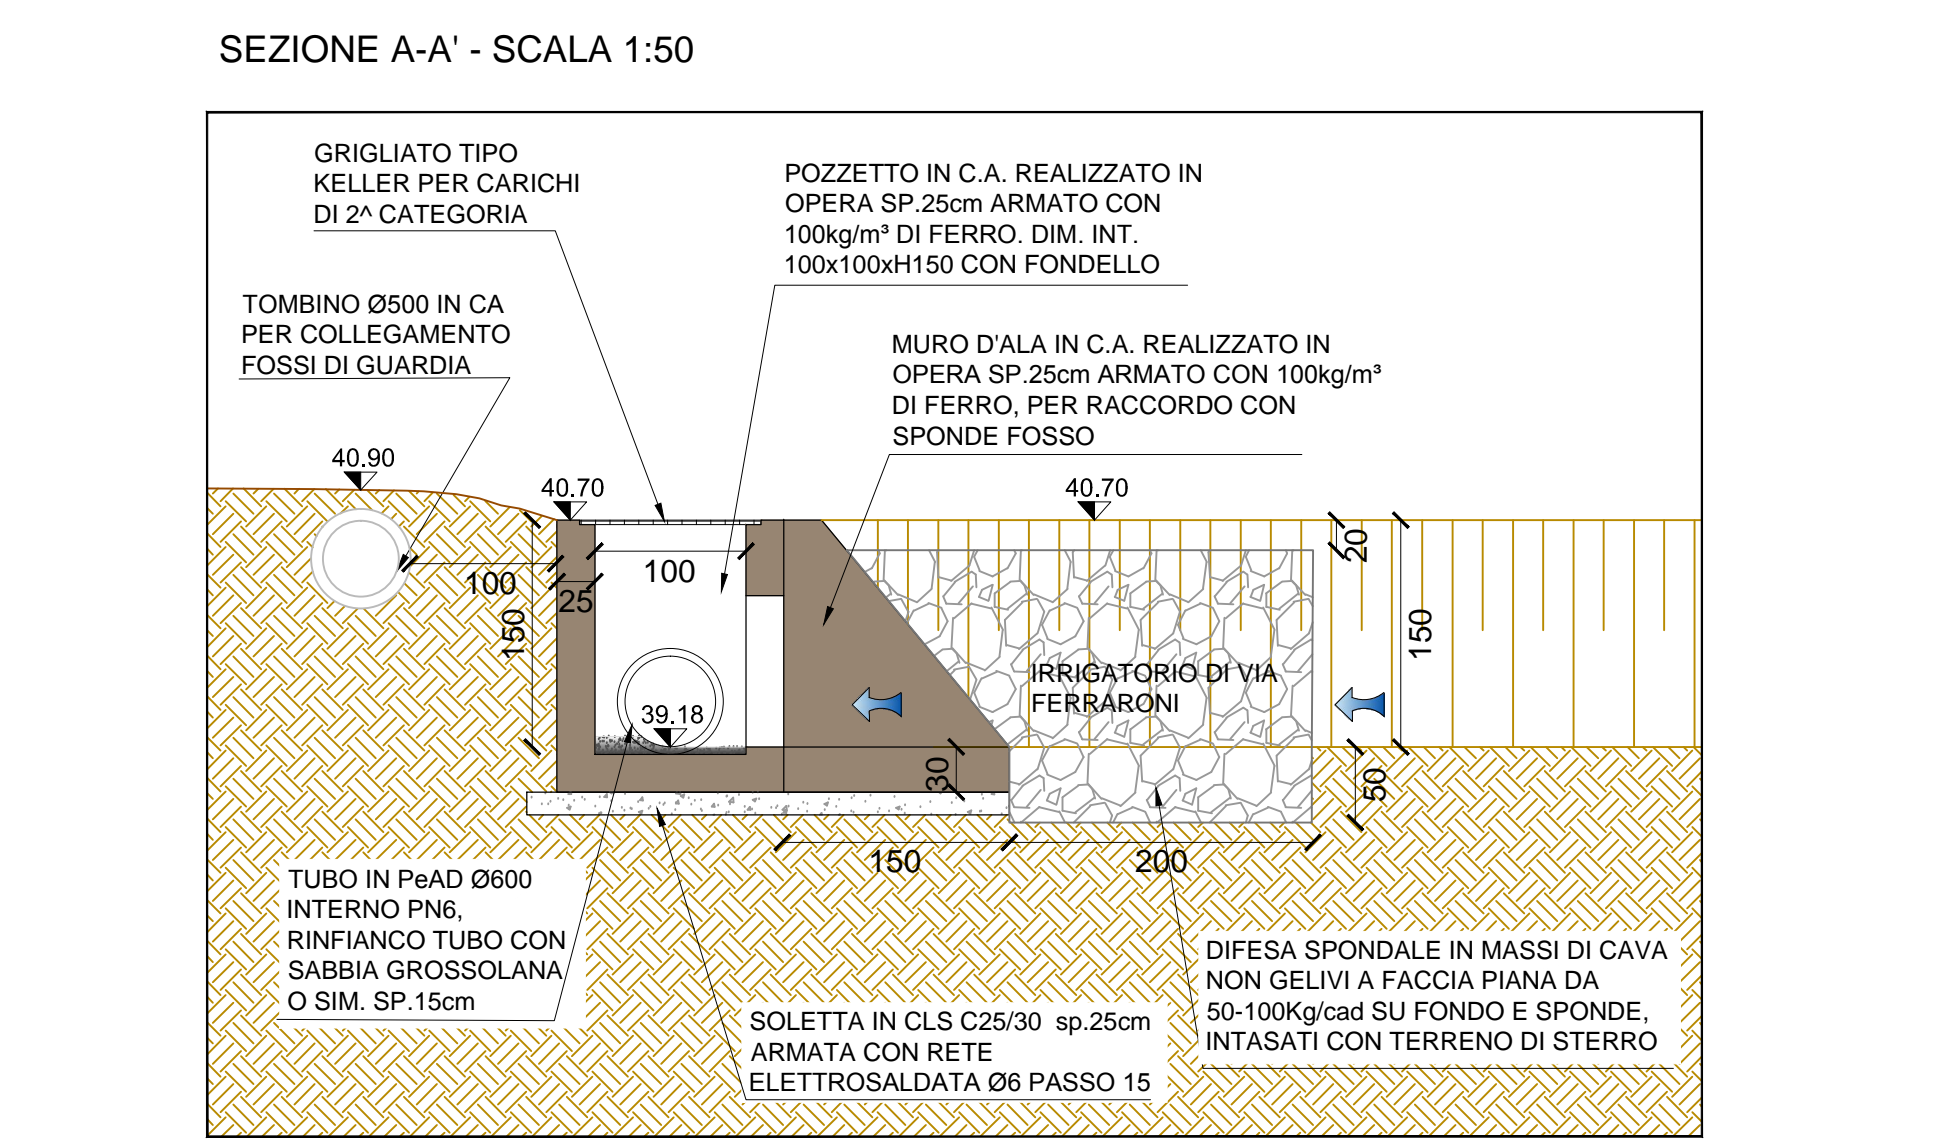 SEZIONE A-A' - SCALA 1:50
GRIGLIATO TIPO
KELLER PER CARICHI
DI 2^ CATEGORIA
POZZETTO IN C.A. REALIZZATO IN
OPERA SP.25cm ARMATO CON
100kg/m³ DI FERRO. DIM. INT.
100x100xH150 CON FONDELLO
TOMBINO Ø500 IN CA
PER COLLEGAMENTO
FOSSI DI GUARDIA
MURO D'ALA IN C.A. REALIZZATO IN
OPERA SP.25cm ARMATO CON 100kg/m³
DI FERRO, PER RACCORDO CON
SPONDE FOSSO
40.90
40.70
40.70
20
100
100
25
150
150
IRRIGATORIO DI VIA
FERRARONI
39.18
30
50
150
200
TUBO IN PeAD Ø600
INTERNO PN6,
RINFIANCO TUBO CON
SABBIA GROSSOLANA
O SIM. SP.15cm
SOLETTA IN CLS C25/30 sp.25cm
ARMATA CON RETE
ELETTROSALDATA Ø6 PASSO 15
DIFESA SPONDALE IN MASSI DI CAVA
NON GELIVI A FACCIA PIANA DA
50-100Kg/cad SU FONDO E SPONDE,
INTASATI CON TERRENO DI STERRO